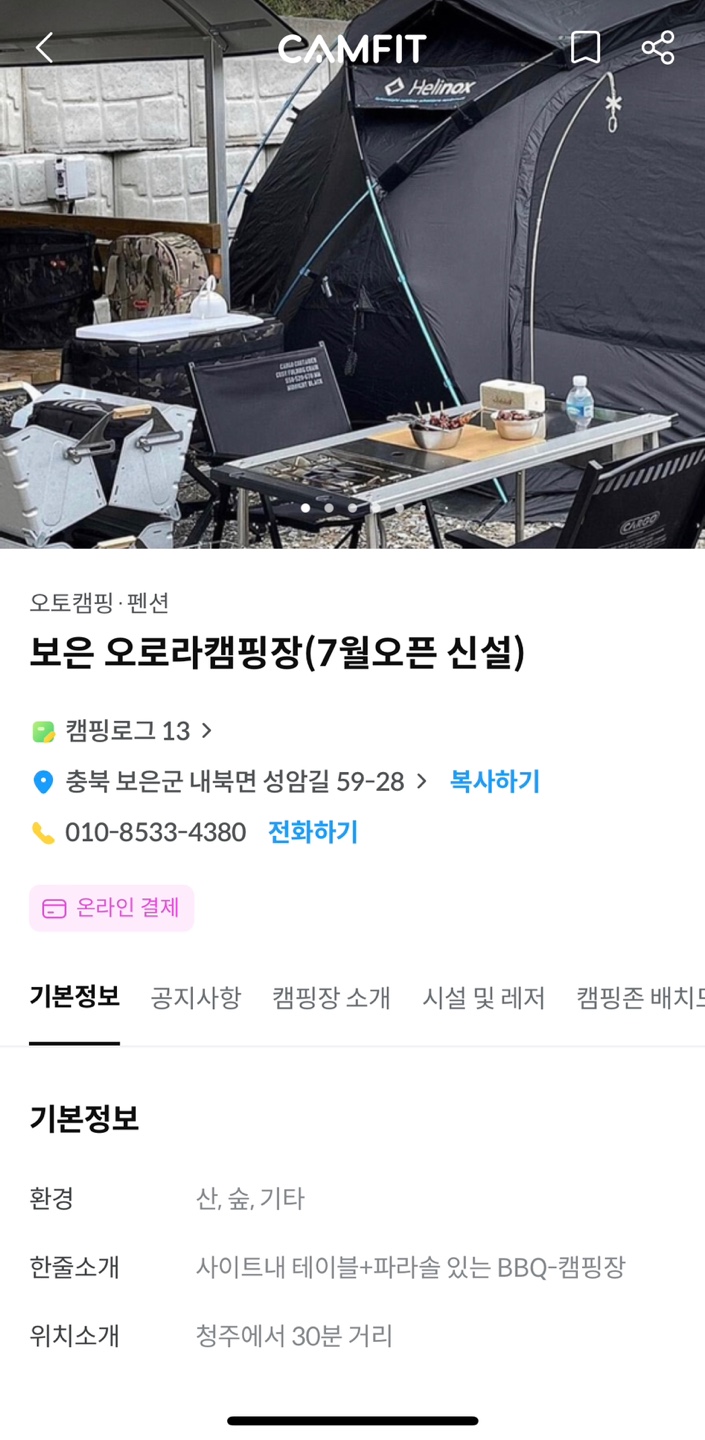 CAMFIT
Helinox
CARGO CONTAINER
CARGO
오토캠핑·펜션
보은 오로라캠핑장(7월오픈 신설)
캠핑로그 13
충북 보은군 내북면 성암길 59-28 복사하기
010-8533-4380 전화하기
온라인 결제
기본정보 공지사항 캠핑장 소개 시설 및 레저 캠핑존 배치
기본정보
환경 산, 숲, 기타
한줄소개 사이트내 테이블+파라솔 있는 BBQ-캠핑장
위치소개 청주에서 30분 거리